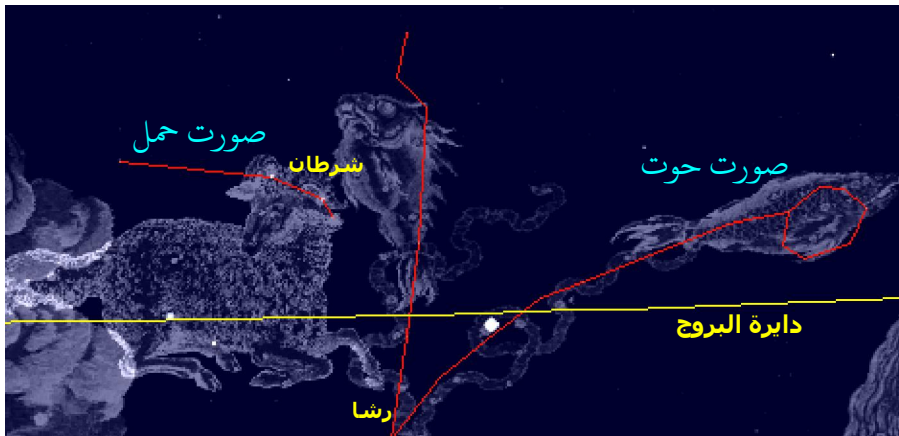 صورت حمل
شرطان
صورت حوت
دایرة البروج
رشا